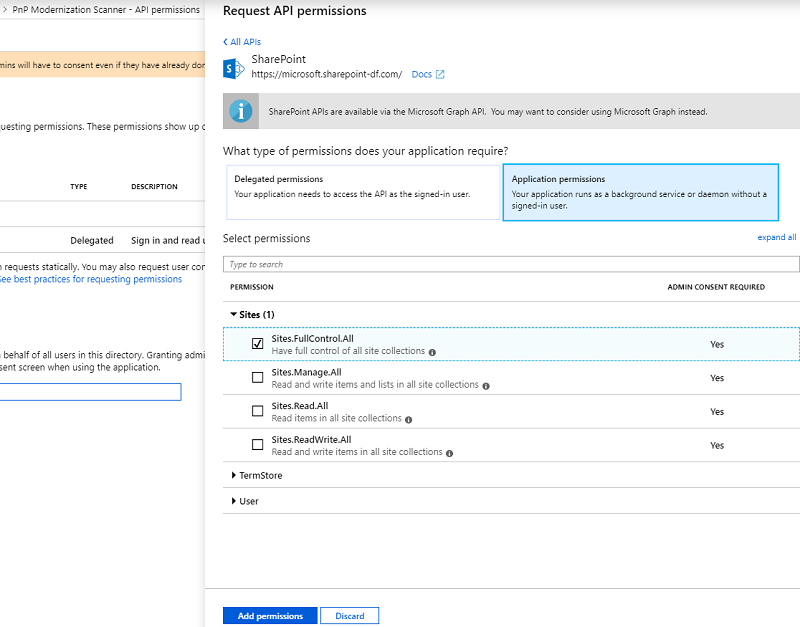 > PnP Modernization Scanner - API permissions
mins will have to consent even if they have already don
questing permissions. These permissions show up
TYPE
DESCRIPTION
Delegated
Sign in and read
requests statically. You may also request user con
See best practices for requesting permissions
behalf of all users in this directory. Granting admi
sent screen when using the application.
Request API permissions
< All APIs
S
SharePoint
https://microsoft.sharepoint-df.com/ Docs
i
SharePoint APIs are available via the Microsoft Graph API. You may want to consider using Microsoft Graph instead.
What type of permissions does your application require?
Delegated permissions
Your application needs to access the API as the signed-in user.
Application permissions
Your application runs as a background service or daemon without a
signed-in user.
Select permissions
expand all
Type to search
PERMISSION
ADMIN CONSENT REQUIRED
Sites (1)
Sites.FullControl.All
Have full control of all site collections
Yes
Sites.Manage.All
Read and write items and lists in all site collections
Yes
Sites.Read.All
Read items in all site collections
Yes
Sites.ReadWrite.All
Read and write items in all site collections
Yes
TermStore
User
Add permissions
Discard